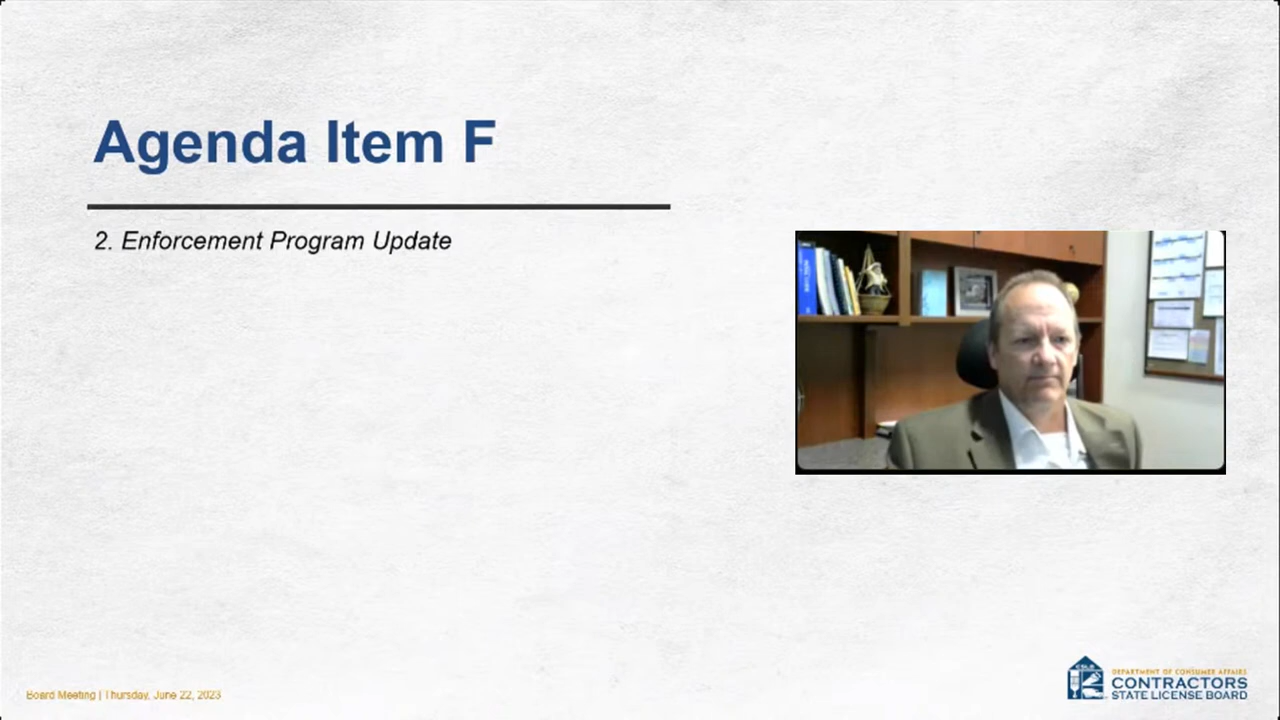 Agenda Item F
2. Enforcement Program Update
Board Meeting | Thursday, June 22, 2023
CSLB
DEPARTMENT OF CONSUMER AFFAIRS
CONTRACTORS
STATE LICENSE BOARD